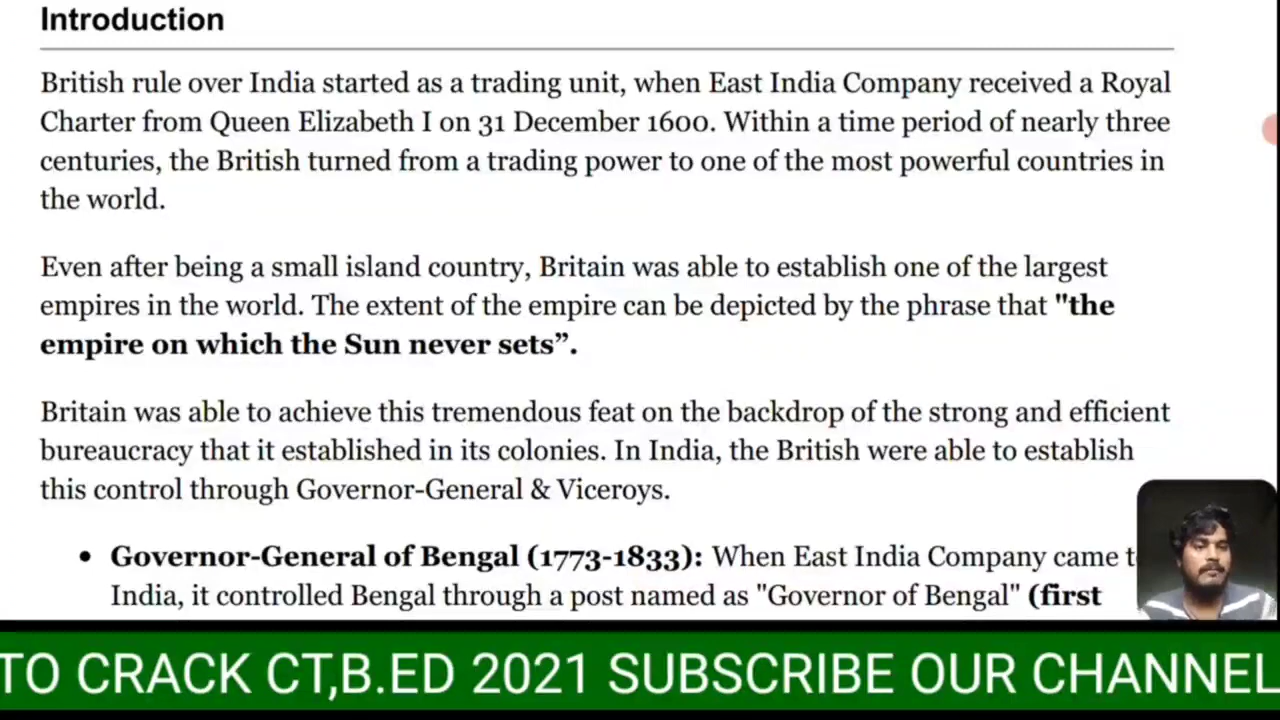 Introduction
British rule over India started as a trading unit, when East India Company received a Royal
Charter from Queen Elizabeth I on 31 December 1600. Within a time period of nearly three
centuries, the British turned from a trading power to one of the most powerful countries in
the world.
Even after being a small island country, Britain was able to establish one of the largest
empires in the world. The extent of the empire can be depicted by the phrase that "the
empire on which the Sun never sets”.
Britain was able to achieve this tremendous feat on the backdrop of the strong and efficient
bureaucracy that it established in its colonies. In India, the British were able to establish
this control through Governor-General & Viceroys.
• Governor-General of Bengal (1773-1833): When East India Company came
India, it controlled Bengal through a post named as "Governor of Bengal" (first
TO CRACK CT,B.ED 2021 SUBSCRIBE OUR CHANNEL